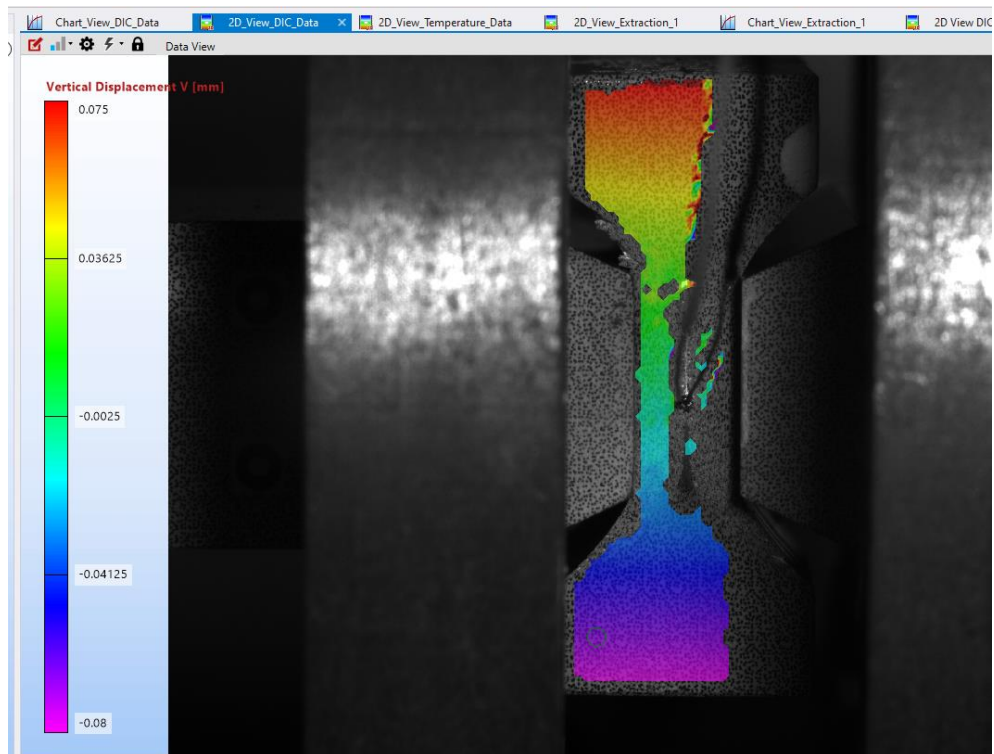 Chart_View_DIC_Data
2D_View_DIC_Data
2D_View_Temperature_Data
2D_View_Extraction_1
Chart_View_Extraction_1
2D View DIC
Data View
Vertical Displacement V [mm]
0.075
0.03625
-0.0025
-0.04125
-0.08